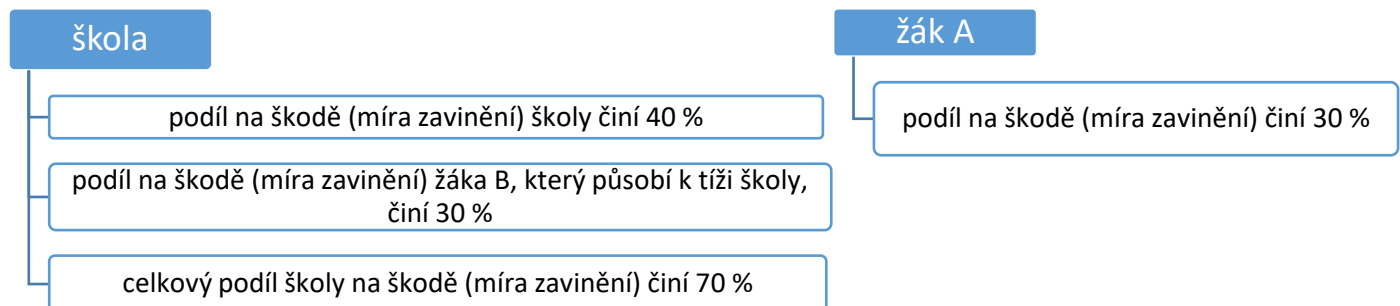 škola
podíl na škodě (míra zavinění) školy činí 40 %
podíl na škodě (míra zavinění) žáka B, který působí k tíži školy,
činí 30 %
celkový podíl školy na škodě (míra zavinění) činí 70 %
žák A
podíl na škodě (míra zavinění) činí 30 %